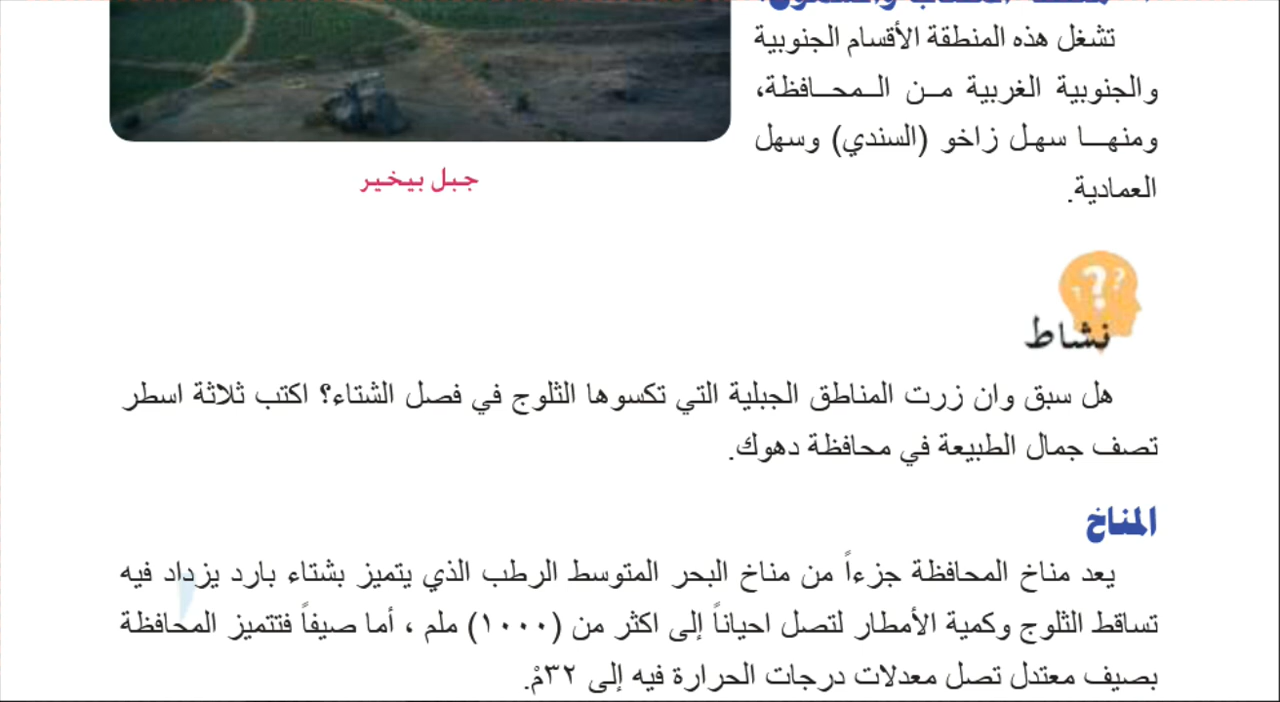 تشغل هذه المنطقة الأقسام الجنوبية
والجنوبية الغربية من المحافظة،
ومنها سهل زاخو (السندي) وسهل
العمادية.
جبل بيخير
نشاط
هل سبق وان زرت المناطق الجبلية التي تكسوها الثلوج في فصل الشتاء؟ اكتب ثلاثة اسطر
تصف جمال الطبيعة في محافظة دهوك.
المناخ
يعد مناخ المحافظة جزءاً من مناخ البحر المتوسط الرطب الذي يتميز بشتاء بارد يزداد فيه
تساقط الثلوج وكمية الأمطار لتصل احياناً إلى اكثر من (١٠٠٠) ملم ، أما صيفاً فتتميز المحافظة
بصيف معتدل تصل معدلات درجات الحرارة فيه إلى ٣٢مْ.